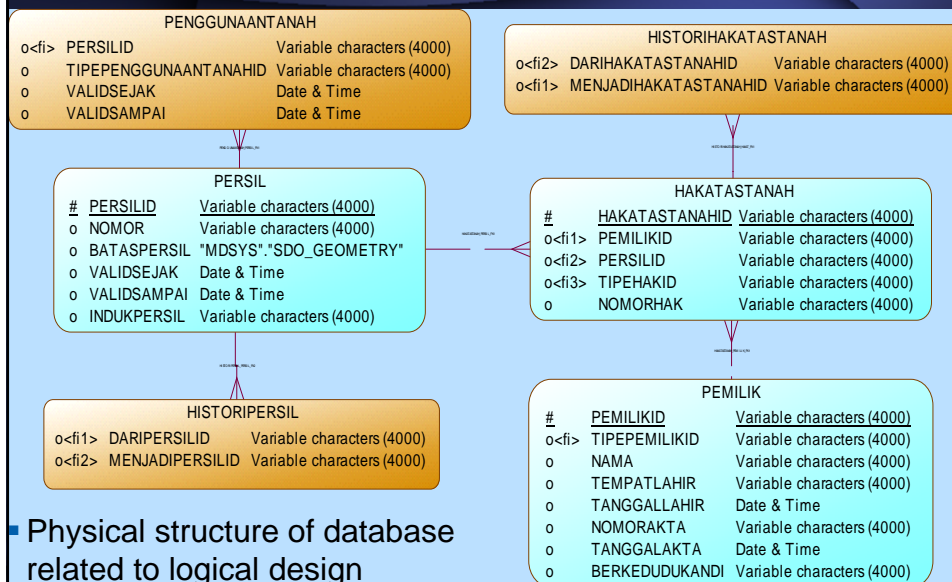 PENGGUNAANTANAH
o<fi> PERSILID Variable characters (4000)
o TIPEPENGGUNAANTANAHID Variable characters (4000)
o VALIDSEJAK Date & Time
o VALIDSAMPAI Date & Time
HISTORIHAKATASTANAH
o<fi2> DARIHAKATASTANAHID Variable characters (4000)
o<fi1> MENJADIHAKATASTANAHID Variable characters (4000)
PERSIL
# PERSILID Variable characters (4000)
o NOMOR Variable characters (4000)
o BATASPERSIL "MDSYS"."SDO_GEOMETRY"
o VALIDSEJAK Date & Time
o VALIDSAMPAI Date & Time
o INDUKPERSIL Variable characters (4000)
HAKATASTANAH
# HAKATASTANAHID Variable characters (4000)
o<fi1> PEMILIKID Variable characters (4000)
o<fi2> PERSILID Variable characters (4000)
o<fi3> TIPEHAKID Variable characters (4000)
o NOMORHAK Variable characters (4000)
HISTORIPERSIL
o<fi1> DARIPERSILID Variable characters (4000)
o<fi2> MENJADIPERSILID Variable characters (4000)
PEMILIK
# PEMILIKID Variable characters (4000)
o<fi> TIPEPEMILIKID Variable characters (4000)
o NAMA Variable characters (4000)
o TEMPATLAHIR Variable characters (4000)
o TANGGALLAHIR Date & Time
o NOMORAKTA Variable characters (4000)
o TANGGALAKTA Date & Time
o BERKEDUDUKANDI Variable characters (4000)
▪ Physical structure of database
related to logical design